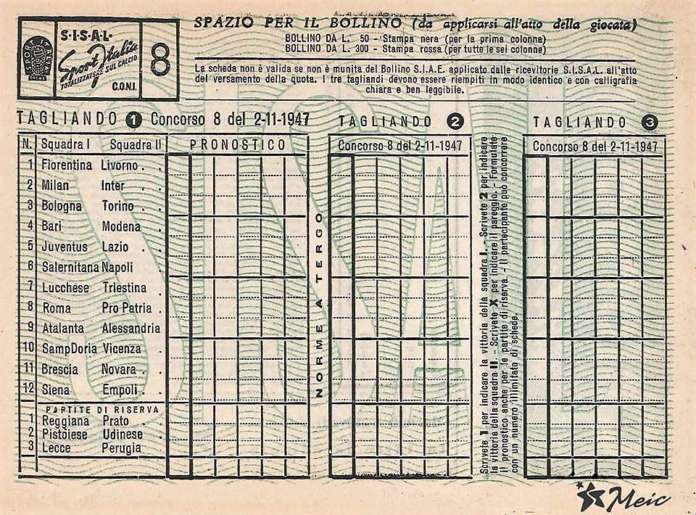 S·I·S·A·L·
Sport Italia
TOTALIZZATRICE SUL CALCIO
C.O.N.I.
8
SPAZIO PER IL BOLLINO (da applicarsi all'atto della giocata)
BOLLINO DA L. 50 - Stampa nera (per la prima colonna)
BOLLINO DA L. 300 - Stampa rossa (per tutte le sei colonne)
La scheda non è valida se non è munita del Bollino S.I.A.E. applicato dalle ricevitorie S.I.S.A.L. all'atto
del versamento della quota. I tre tagliandi devono essere riempiti in modo identico e con calligrafia
chiara e ben leggibile.
TAGLIANDO 1 Concorso 8 del 2-11-1947
N. Squadra I Squadra II PRONOSTICO
1 Fiorentina Livorno .
2 Milan Inter .
3 Bologna Torino .
4 Bari Modena
5 Juventus Lazio .
6 Salernitana Napoli
7 Lucchese Triestina
8 Roma Pro Patria .
9 Atalanta Alessandria
10 SampDoria Vicenza
11 Brescia Novara .
12 Siena Empoli .
PARTITE DI RISERVA
1 Reggiana Prato .
2 Pistoiese Udinese
3 Lecce Perugia
NORME A TERGO
TAGLIANDO 2
Concorso 8 del 2-11-1947
Scrivete 1 per indicare la vittoria della squadra I. - Scrivete 2 per indicare
la vittoria della squadra II. - Scrivete X per indicare il pareggio. - Formulate
il pronostico anche per le partite di riserva. - Il partecipante può concorrere
con un numero illimitato di schede.
TAGLIANDO 3
Concorso 8 del 2-11-1947
Meic